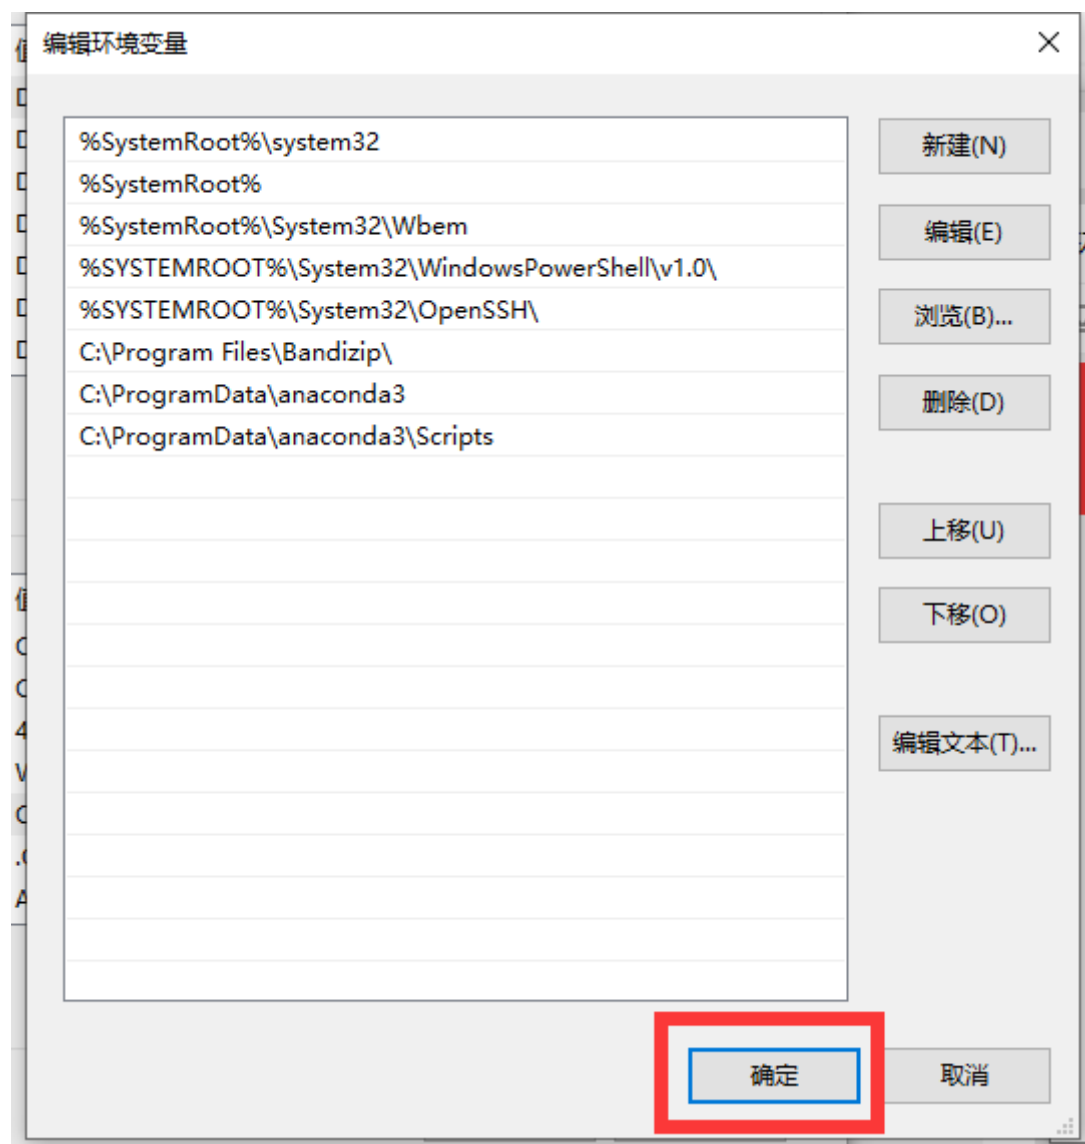 编辑环境变量
%SystemRoot%\system32
%SystemRoot%
%SystemRoot%\System32\Wbem
%SYSTEMROOT%\System32\WindowsPowerShell\v1.0\
%SYSTEMROOT%\System32\OpenSSH\
C:\Program Files\Bandizip\
C:\ProgramData\anaconda3
C:\ProgramData\anaconda3\Scripts
新建(N)
编辑(E)
浏览(B)...
删除(D)
上移(U)
下移(O)
编辑文本(T)...
确定
取消